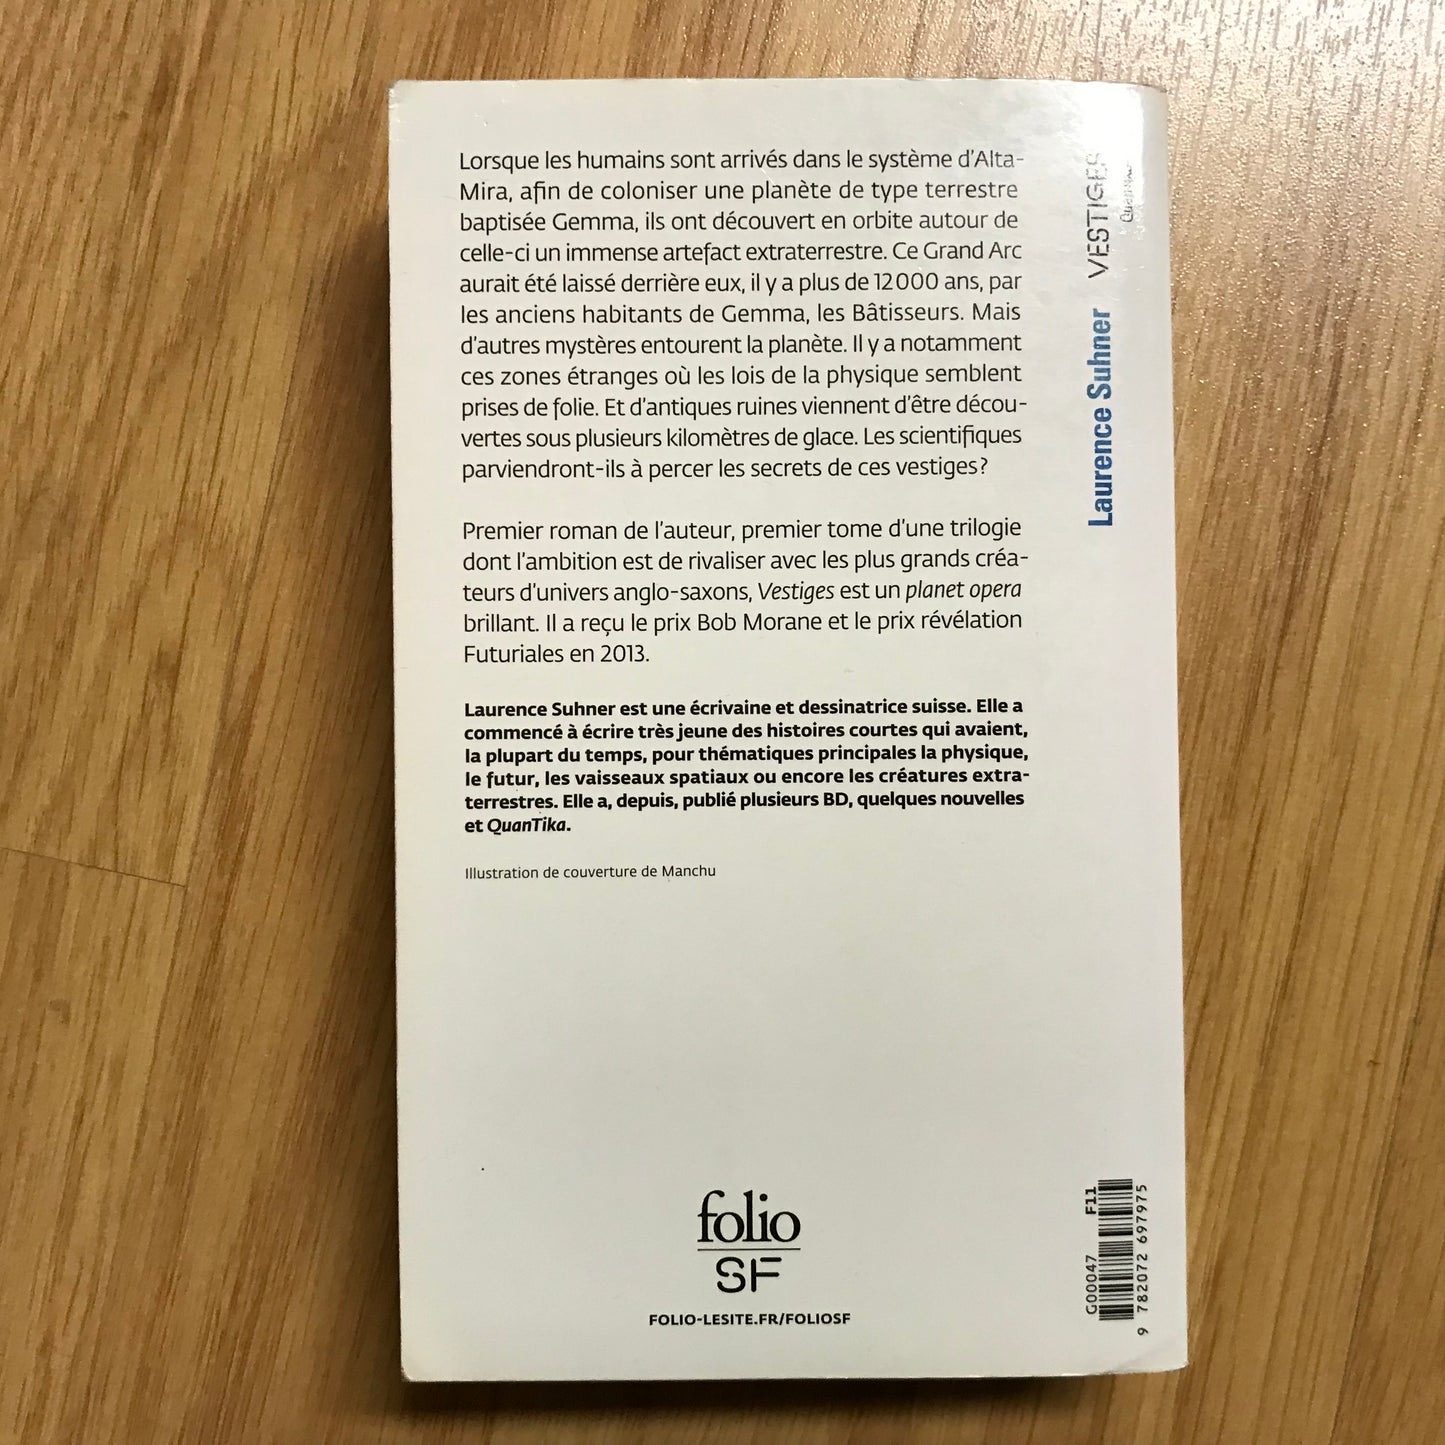 Lorsque les humains sont arrivés dans le système d'Alta-
Mira, afin de coloniser une planète de type terrestre
baptisée Gemma, ils ont découvert en orbite autour de
celle-ci un immense artefact extraterrestre. Ce Grand Arc
aurait été laissé derrière eux, il y a plus de 12 000 ans, par
les anciens habitants de Gemma, les Bâtisseurs. Mais
d'autres mystères entourent la planète. Il y a notamment
ces zones étranges où les lois de la physique semblent
prises de folie. Et d'antiques ruines viennent d'être décou-
vertes sous plusieurs kilomètres de glace. Les scientifiques
parviendront-ils à percer les secrets de ces vestiges ?
Premier roman de l'auteur, premier tome d'une trilogie
dont l'ambition est de rivaliser avec les plus grands créa-
teurs d'univers anglo-saxons, Vestiges est un planet opera
brillant. Il a reçu le prix Bob Morane et le prix révélation
Futuriales en 2013.
Laurence Suhner est une écrivaine et dessinatrice suisse. Elle a
commencé à écrire très jeune des histoires courtes qui avaient,
la plupart du temps, pour thématiques principales la physique,
le futur, les vaisseaux spatiaux ou encore les créatures extra-
terrestres. Elle a, depuis, publié plusieurs BD, quelques nouvelles
et QuanTika.
Illustration de couverture de Manchu
folio
SF
FOLIO-LESITE.FR/FOLIOSF
Laurence Suhner VESTIGES
G00047 F11
9 782072 697975